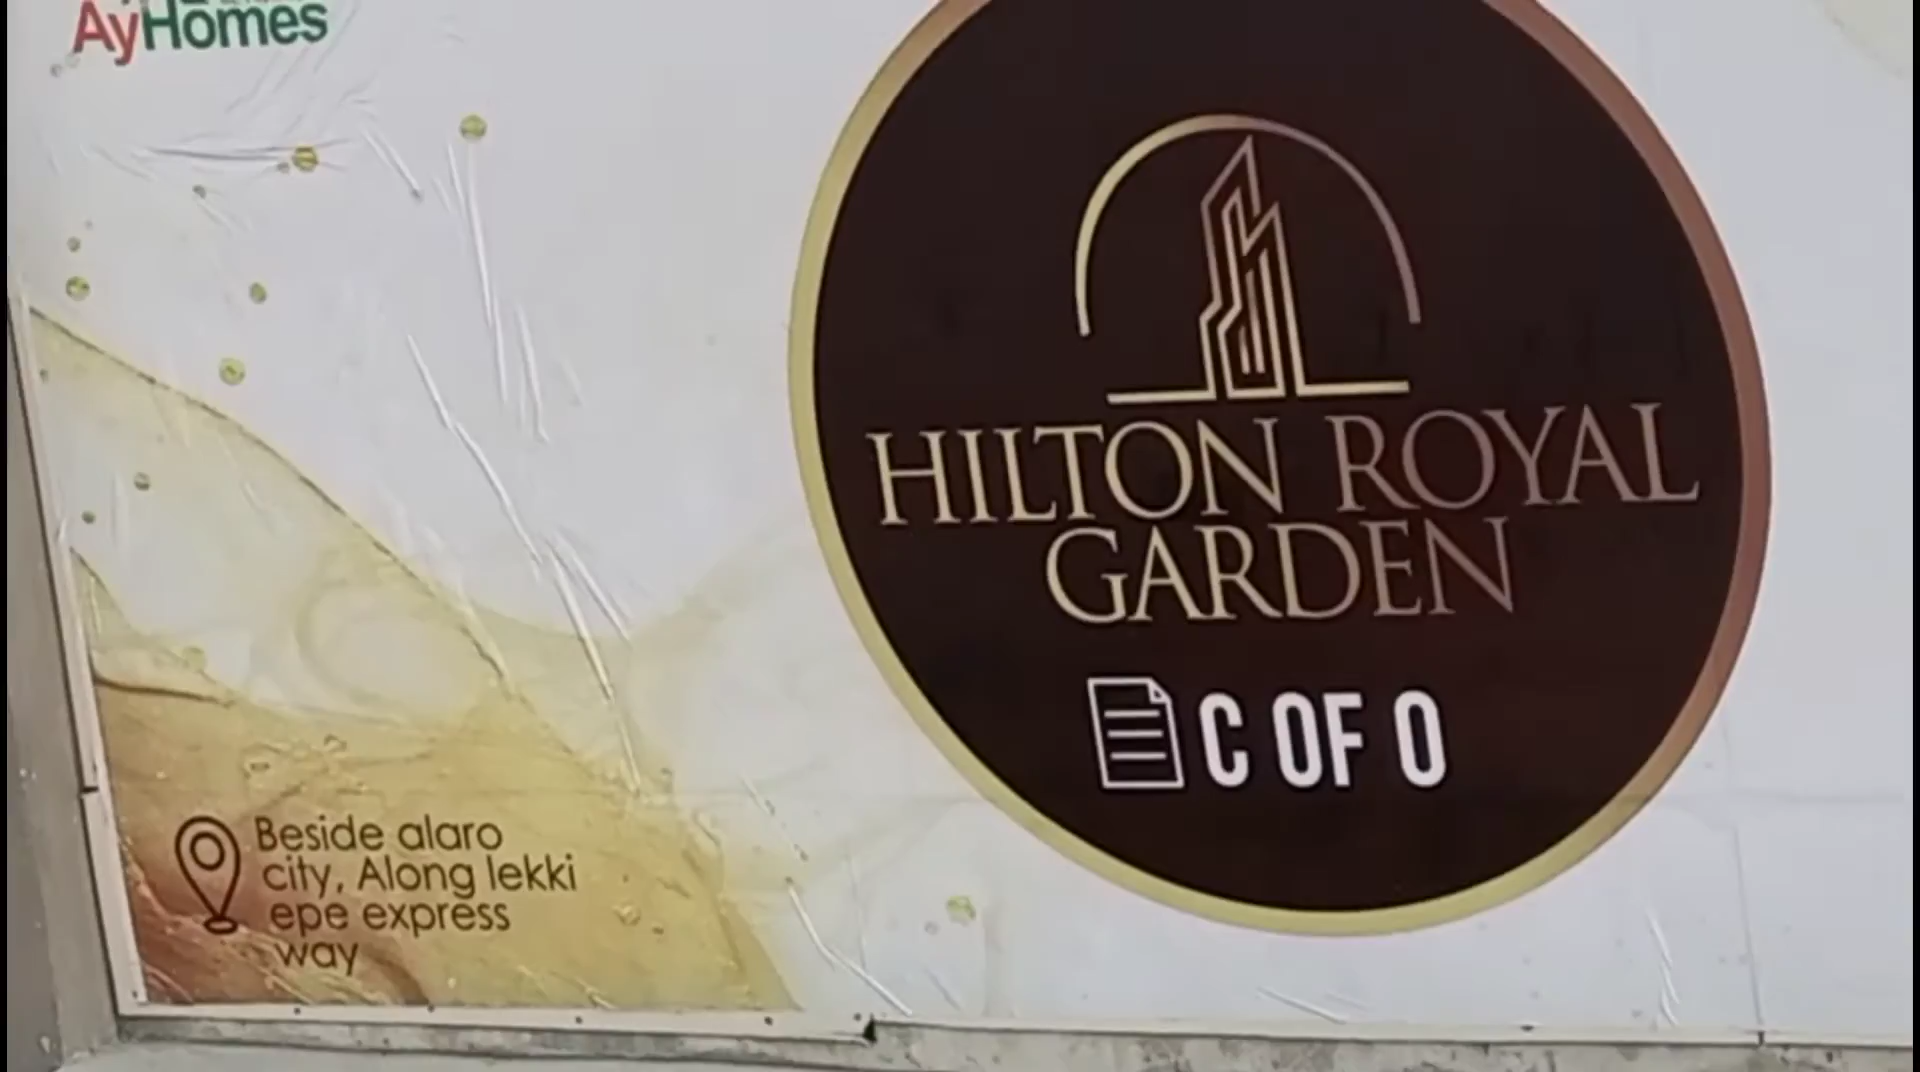 AyHomes
HILTON ROYAL
GARDEN
C OF O
Beside alaro
city, Along lekki
epe express
way